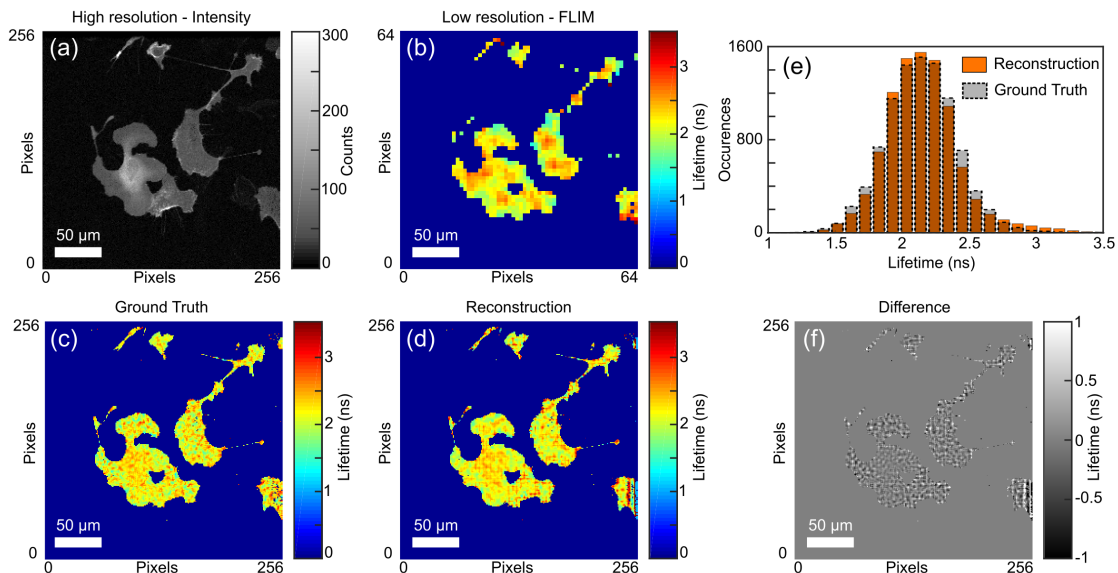 High resolution - Intensity
256
(a)
Pixels
50 µm
0
Pixels
256
300
200
100
0
Counts
Low resolution - FLIM
64
(b)
50 µm
0
Pixels
64
3
2
1
0
Lifetime (ns)
1600
(e)
Reconstruction
Ground Truth
Occurences
800
0
1
1.5
2
2.5
3
3.5
Lifetime (ns)
Ground Truth
256
(c)
Pixels
50 µm
0
Pixels
256
3
2
1
0
Lifetime (ns)
Reconstruction
256
(d)
Pixels
50 µm
0
Pixels
256
3
2
1
0
Lifetime (ns)
Difference
256
(f)
Pixels
50 µm
0
Pixels
256
1
0.5
0
-0.5
-1
Lifetime (ns)